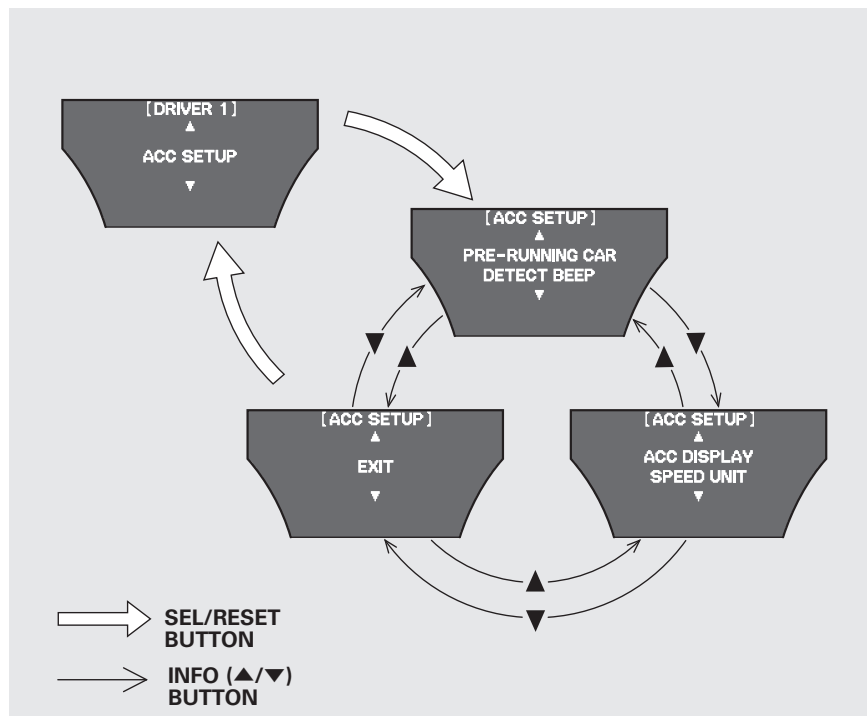 [DRIVER 1]
▲
ACC SETUP
▼
[ACC SETUP]
▲
PRE-RUNNING CAR
DETECT BEEP
▼
▼
▲
▲
▼
[ACC SETUP]
▲
EXIT
▼
[ACC SETUP]
▲
ACC DISPLAY
SPEED UNIT
▼
▲
▼
SEL/RESET
BUTTON
INFO (▲/▼)
BUTTON